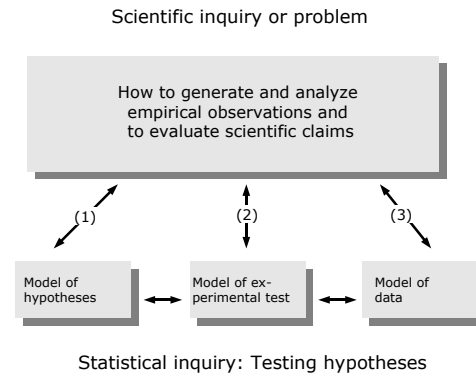 Scientific inquiry or problem
How to generate and analyze
empirical observations and
to evaluate scientific claims
(1)
(2)
(3)
Model of
hypotheses
Model of ex-
perimental test
Model of
data
Statistical inquiry: Testing hypotheses